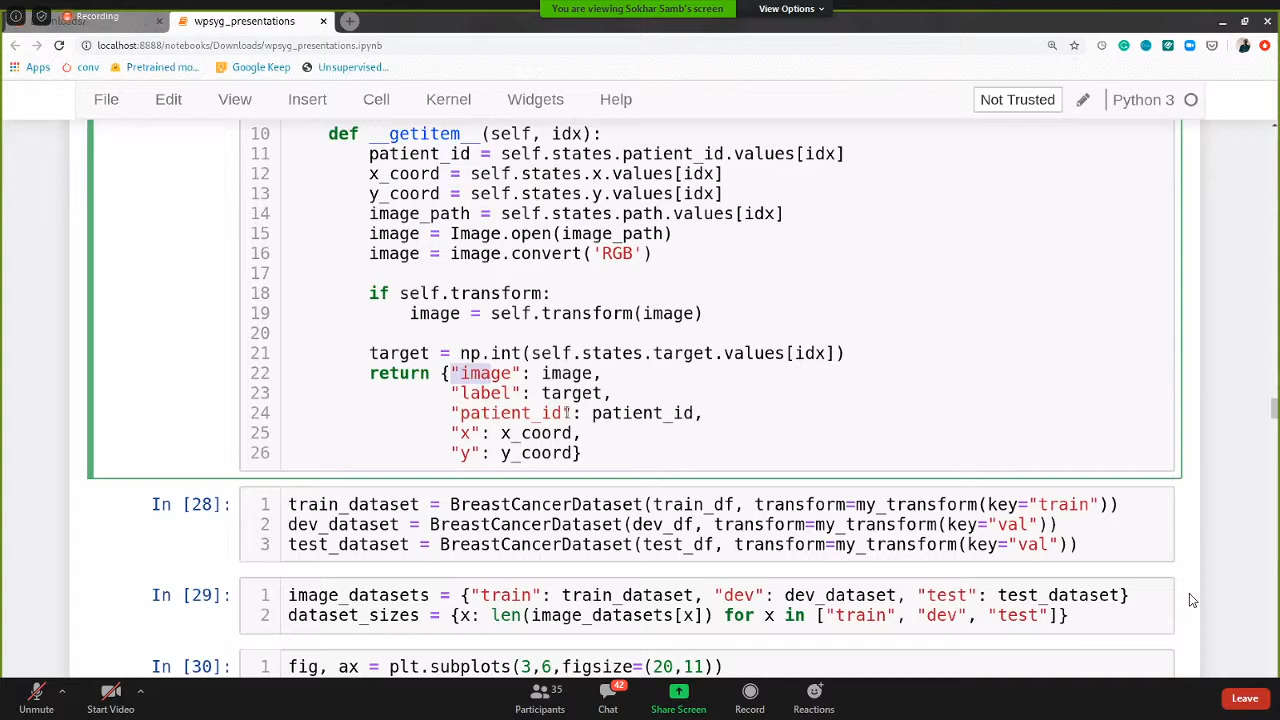 Recording
You are viewing Sokhar Samb's screen
View Options
wpsyg_presentations
localhost:8888/notebooks/Downloads/wpsyg_presentations.ipynb
Apps conv Pretrained mo... Google Keep Unsupervised...
File Edit View Insert Cell Kernel Widgets Help Not Trusted Python 3
10 def __getitem__(self, idx):
11 patient_id = self.states.patient_id.values[idx]
12 x_coord = self.states.x.values[idx]
13 y_coord = self.states.y.values[idx]
14 image_path = self.states.path.values[idx]
15 image = Image.open(image_path)
16 image = image.convert('RGB')
17
18 if self.transform:
19 image = self.transform(image)
20
21 target = np.int(self.states.target.values[idx])
22 return {"image": image,
23 "label": target,
24 "patient_id": patient_id,
25 "x": x_coord,
26 "y": y_coord}
In [28]: 1 train_dataset = BreastCancerDataset(train_df, transform=my_transform(key="train"))
2 dev_dataset = BreastCancerDataset(dev_df, transform=my_transform(key="val"))
3 test_dataset = BreastCancerDataset(test_df, transform=my_transform(key="val"))
In [29]: 1 image_datasets = {"train": train_dataset, "dev": dev_dataset, "test": test_dataset}
2 dataset_sizes = {x: len(image_datasets[x]) for x in ["train", "dev", "test"]}
In [30]: 1 fig, ax = plt.subplots(3,6,figsize=(20,11))
35 42
Unmute Start Video Participants Chat Share Screen Record Reactions Leave